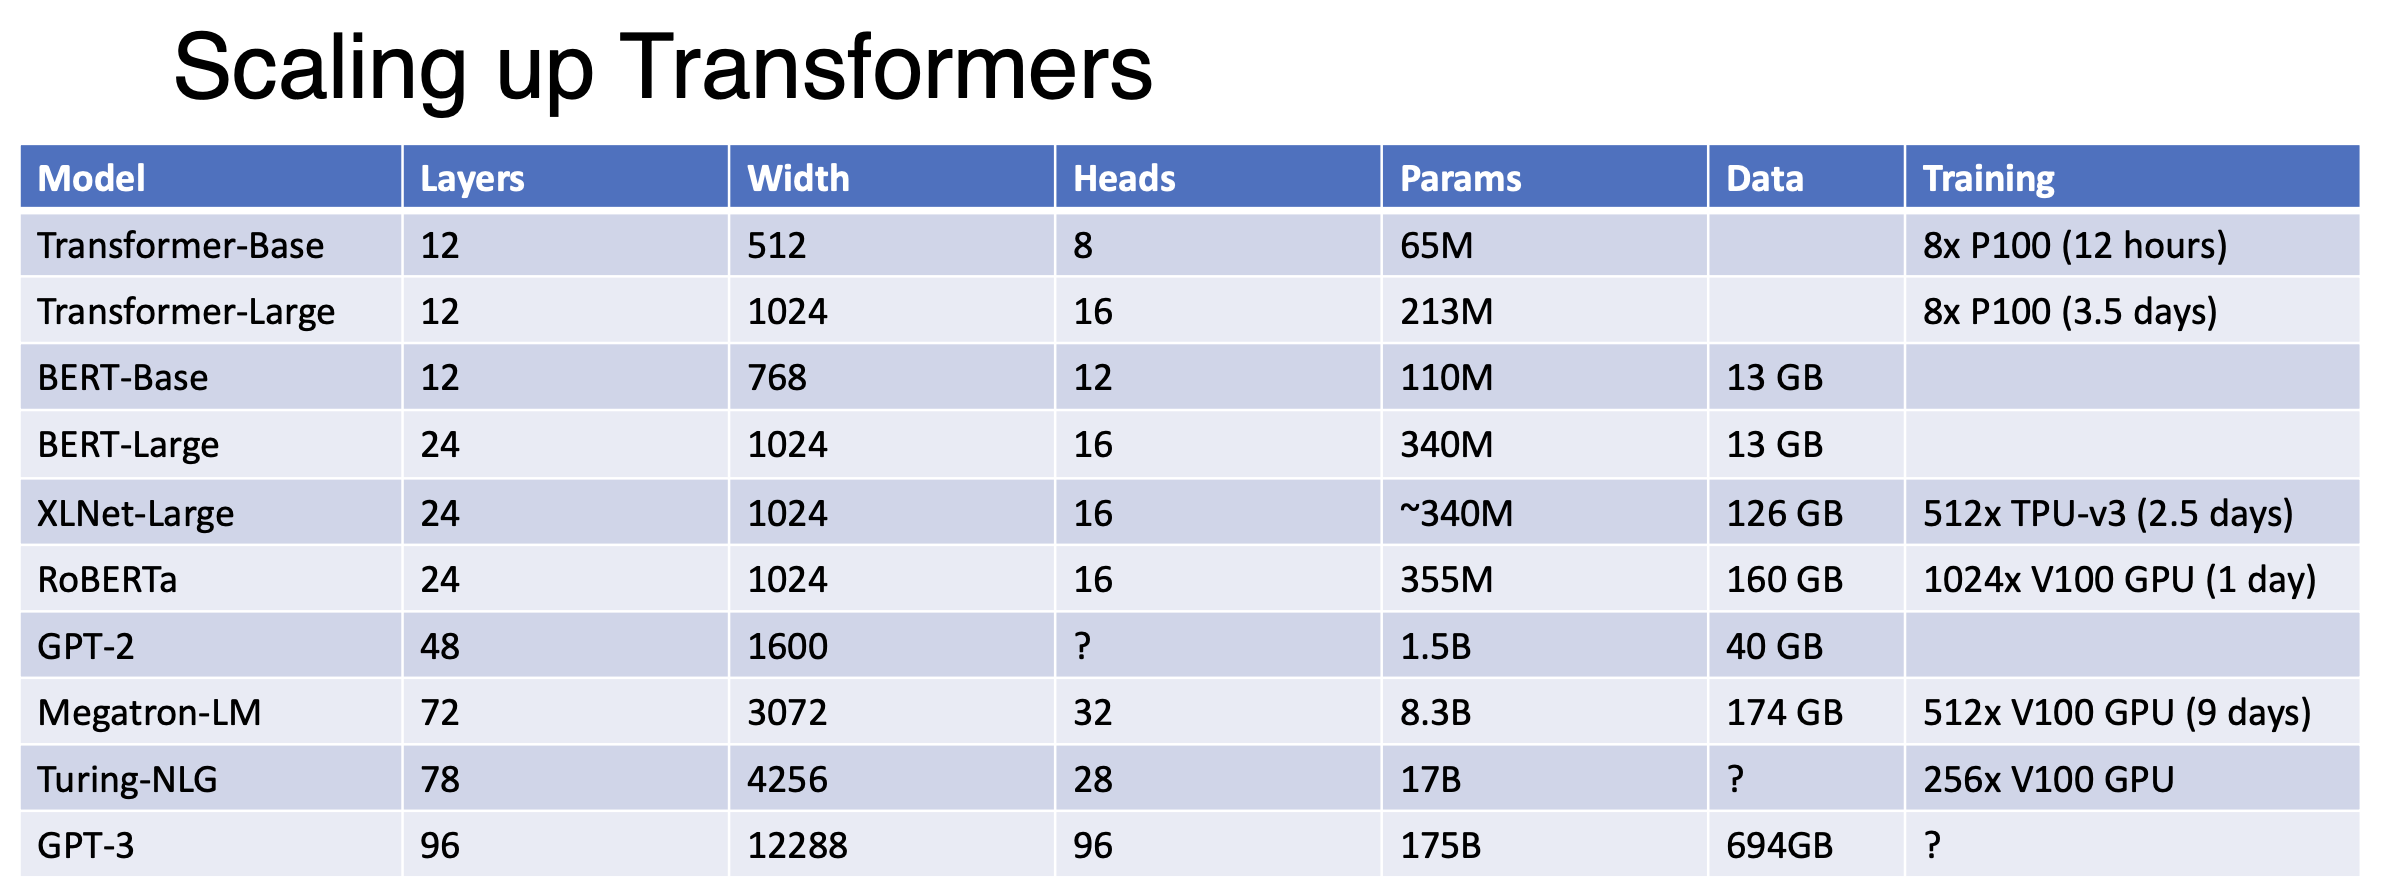 Scaling up Transformers
Model Layers Width Heads Params Data Training
Transformer-Base 12 512 8 65M 8x P100 (12 hours)
Transformer-Large 12 1024 16 213M 8x P100 (3.5 days)
BERT-Base 12 768 12 110M 13 GB
BERT-Large 24 1024 16 340M 13 GB
XLNet-Large 24 1024 16 ~340M 126 GB 512x TPU-v3 (2.5 days)
RoBERTa 24 1024 16 355M 160 GB 1024x V100 GPU (1 day)
GPT-2 48 1600 ? 1.5B 40 GB
Megatron-LM 72 3072 32 8.3B 174 GB 512x V100 GPU (9 days)
Turing-NLG 78 4256 28 17B ? 256x V100 GPU
GPT-3 96 12288 96 175B 694GB ?